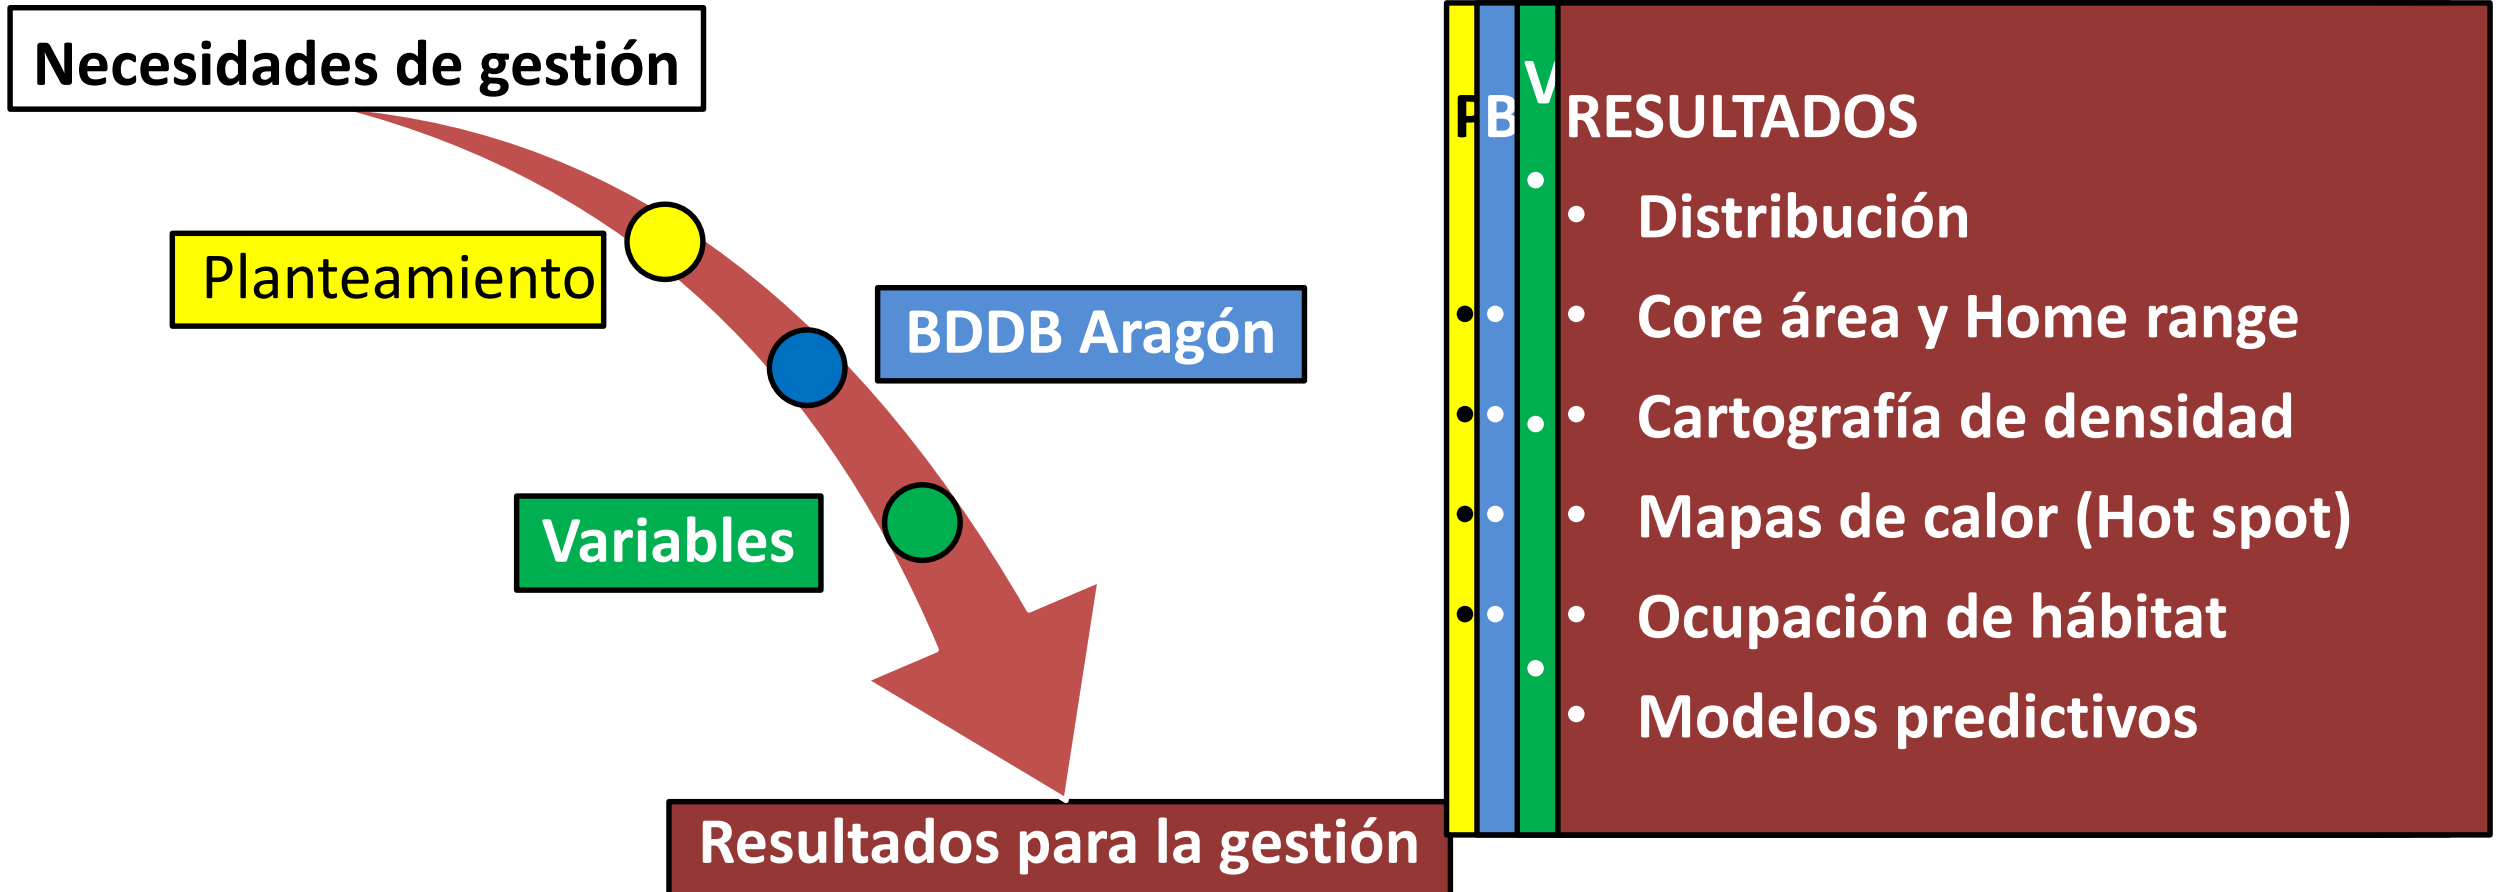 Necesidades de gestión
Planteamiento
BDDB Aragón
Variables
Resultados para la gestión
P
B
V
RESULTADOS
• Distribución
• Core área y Home range
• Cartografía de densidad
• Mapas de calor (Hot spot)
• Ocupación de hábitat
• Modelos predictivos